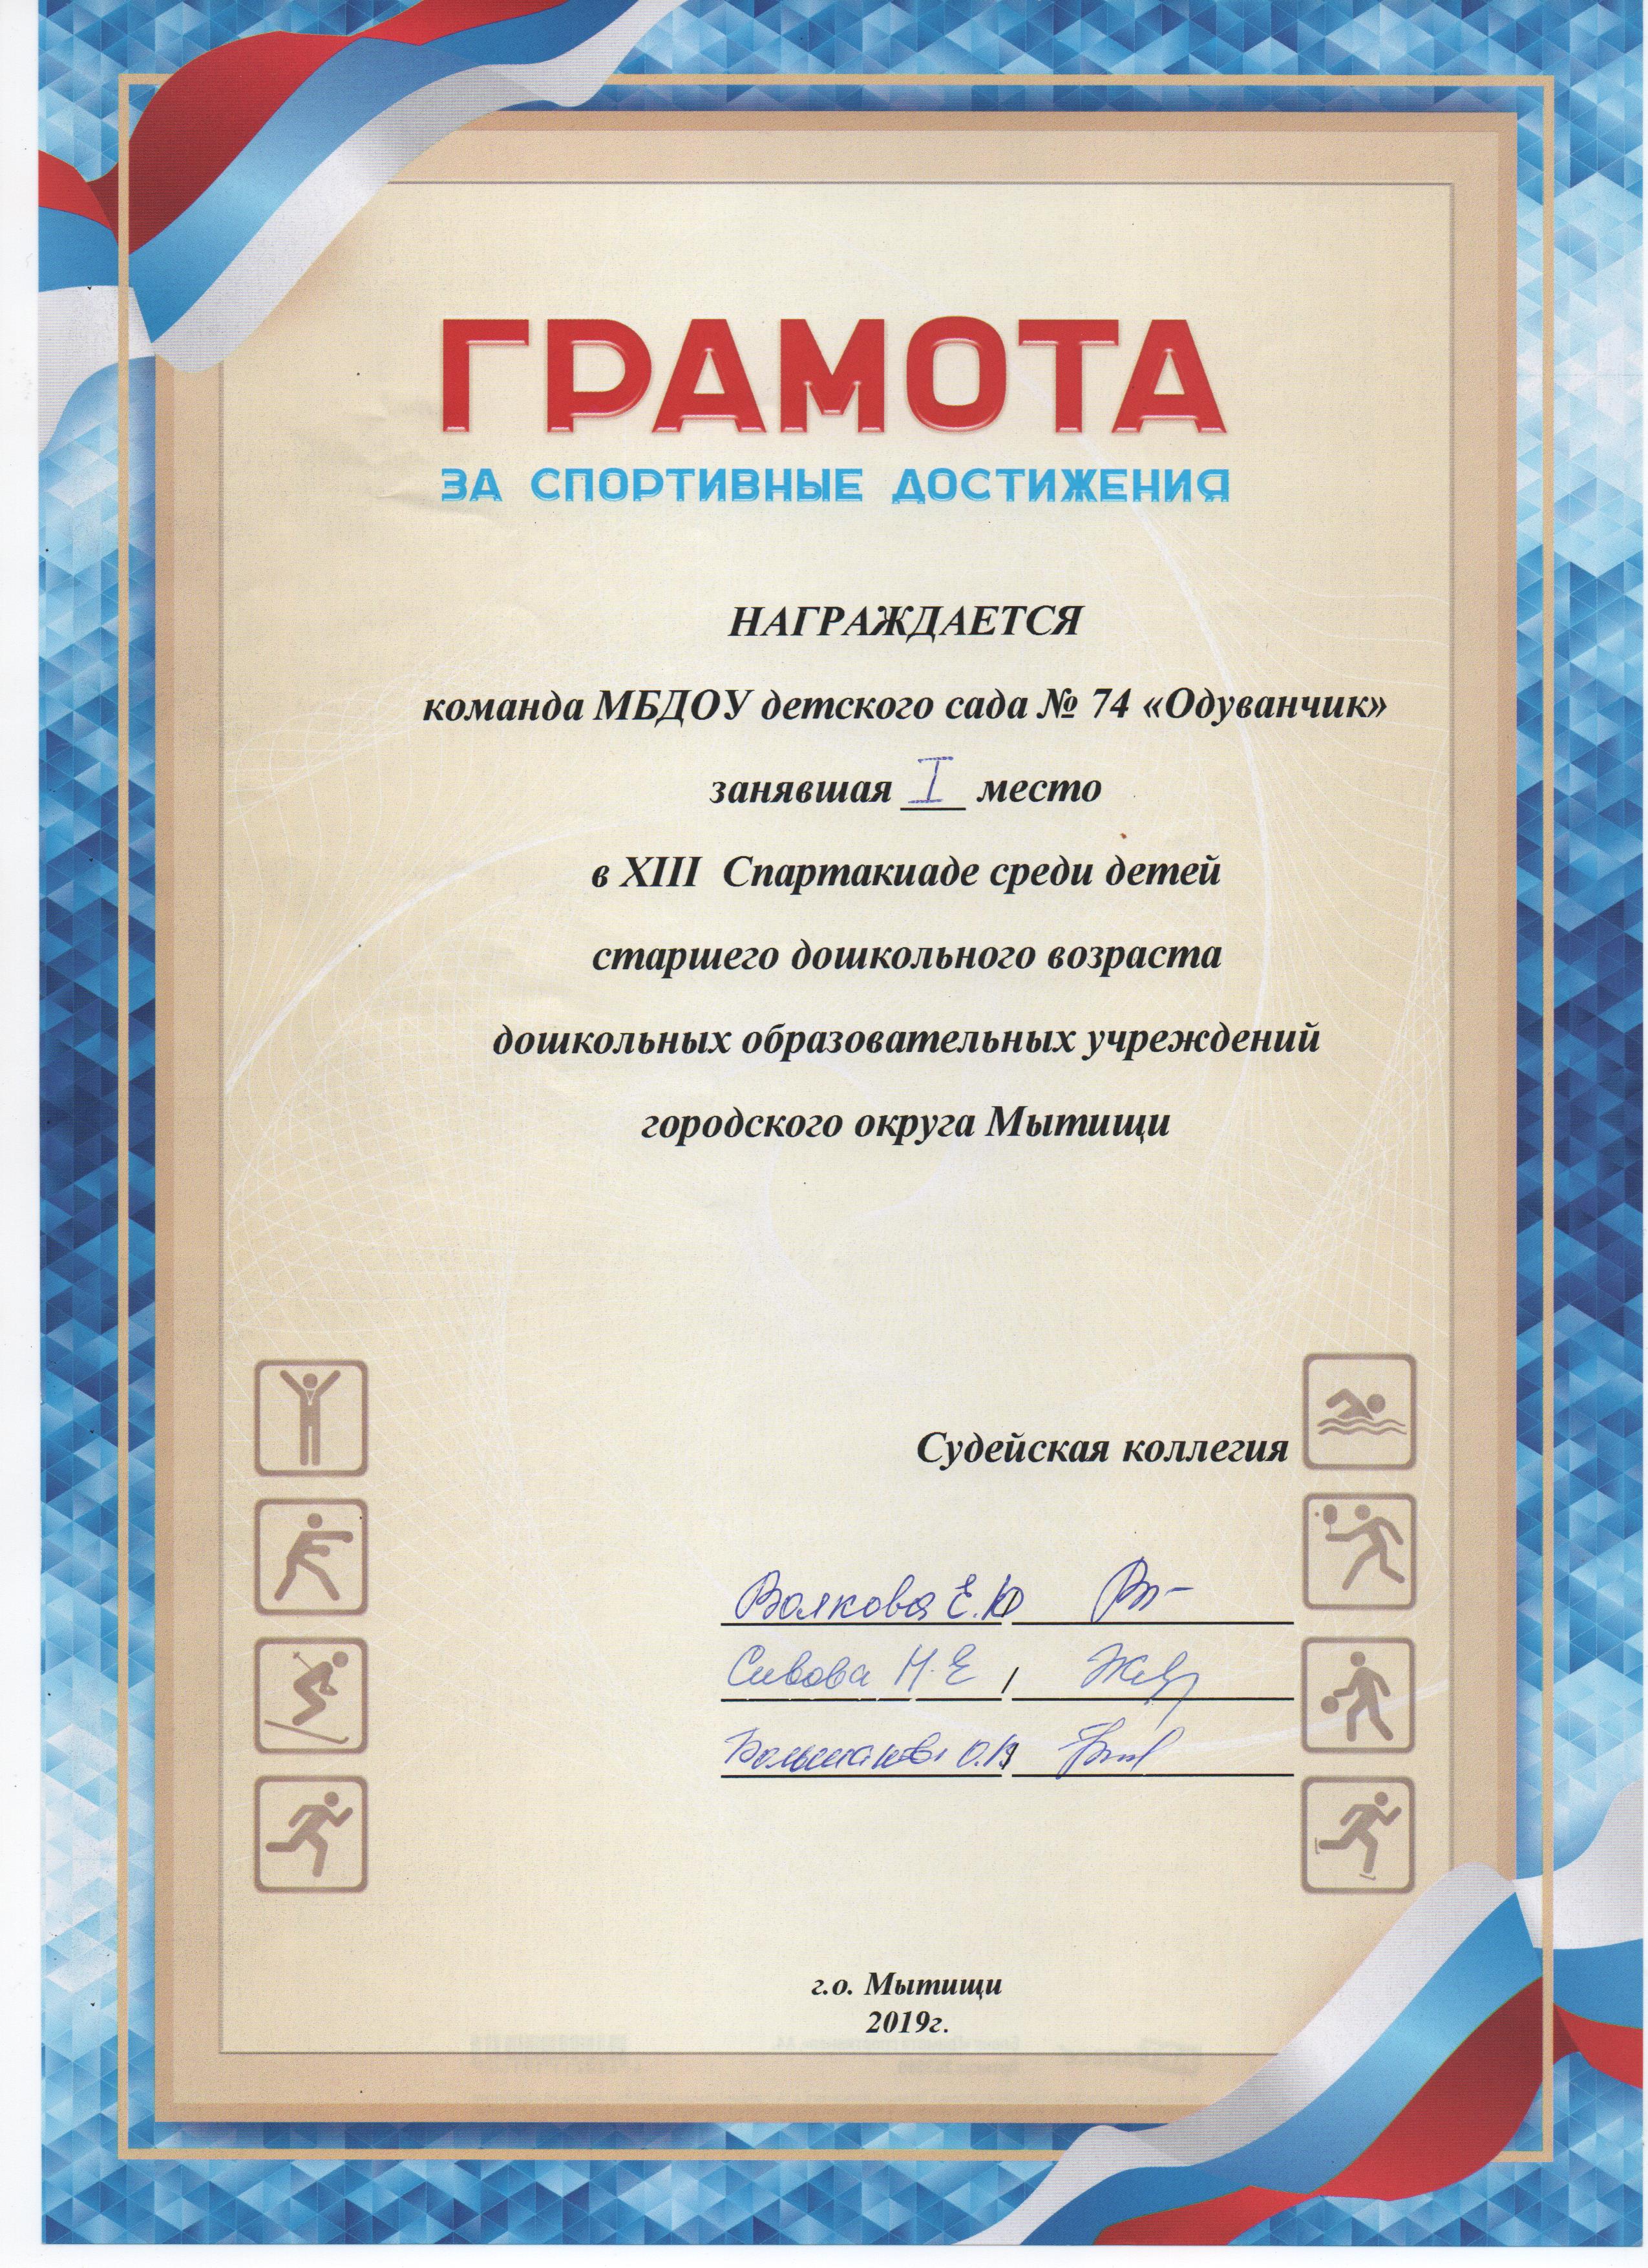 ГРАМОТА
ЗА СПОРТИВНЫЕ ДОСТИЖЕНИЯ
НАГРАЖДАЕТСЯ
команда МБДОУ детского сада № 74 «Одуванчик»
занявшая I место
в XIII Спартакиаде среди детей
старшего дошкольного возраста
дошкольных образовательных учреждений
городского округа Мытищи
Судейская коллегия
Волкова Е.Ю
Сивова Н.Е /
г.о. Мытищи
2019г.